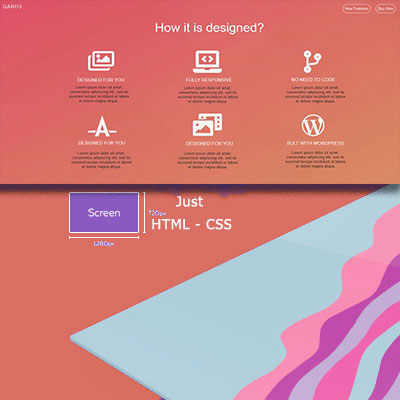 QARDS
New Features
Buy Now
How it is designed?
DESIGNED FOR YOU
FULLY RESPONSIVE
NO NEED TO CODE
Lorem ipsum dolor sit amet, consectetur
adipiscing elit, sed do
eiusmod tempor incididunt ut labore
et dolore magna aliqua
Lorem ipsum dolor sit amet, consectetur
adipiscing elit, sed do
eiusmod tempor incididunt ut labore
et dolore magna aliqua
Lorem ipsum dolor sit amet, consectetur
adipiscing elit, sed do
eiusmod tempor incididunt ut labore
et dolore magna aliqua
DESIGNED FOR YOU
DESIGNED FOR YOU
BUILT WITH WORDPRESS
Lorem ipsum dolor sit amet, consectetur
adipiscing elit, sed do
eiusmod tempor incididunt ut labore
et dolore magna aliqua
Lorem ipsum dolor sit amet, consectetur
adipiscing elit, sed do
eiusmod tempor incididunt ut labore
et dolore magna aliqua
Lorem ipsum dolor sit amet, consectetur
adipiscing elit, sed do
eiusmod tempor incididunt ut labore
et dolore magna aliqua
Screen
720px
1280px
Just
HTML - CSS